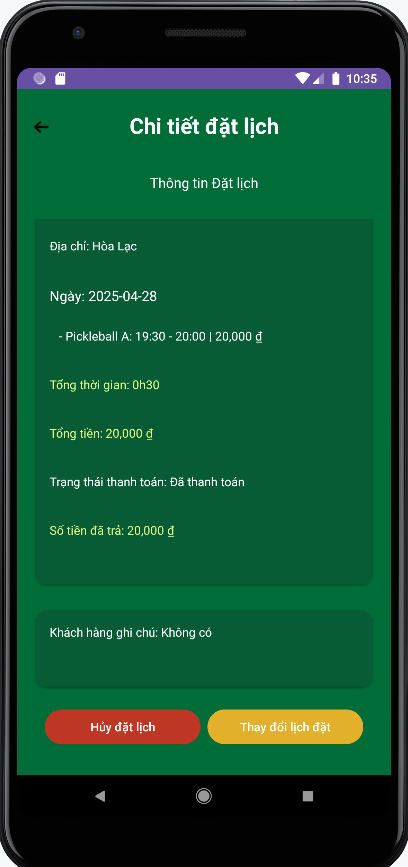 10:35
Chi tiết đặt lịch
Thông tin Đặt lịch
Địa chỉ: Hòa Lạc
Ngày: 2025-04-28
- Pickleball A: 19:30 - 20:00 | 20,000 ₫
Tổng thời gian: 0h30
Tổng tiền: 20,000 ₫
Trạng thái thanh toán: Đã thanh toán
Số tiền đã trả: 20,000 ₫
Khách hàng ghi chú: Không có
Hủy đặt lịch
Thay đổi lịch đặt